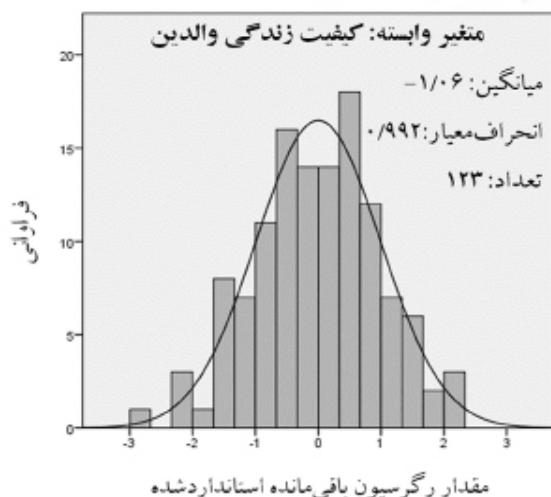 متغیر وابسته: کیفیت زندگی والدین
میانگین: ۱/۰۶−
انحراف‌معیار:۰/۹۹۲
تعداد: ۱۲۳
فراوانی
20
15
10
5
0
-3 -2 -1 0 1 2 3
مقدار رگرسیون باقی‌مانده استانداردشده